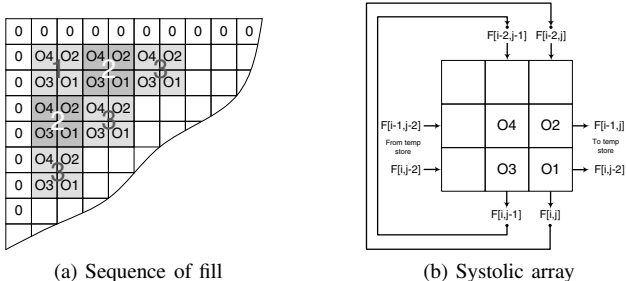 0 0 0 0 0 0 0 0 0
0 O4 O2 O4 O2 O4 O2
1 2 3
0 O3 O1 O3 O1 O3 O1
0 O4 O2 O4 O2
2 3
0 O3 O1 O3 O1
0 O4 O2
3
0 O3 O1
0
(a) Sequence of fill
F[i-2,j-1] F[i-2,j]
F[i-1,j-2] O4 O2 F[i-1,j]
From temp
store
To temp
store
F[i,j-2] O3 O1 F[i,j-2]
F[i,j-1] F[i,j]
(b) Systolic array